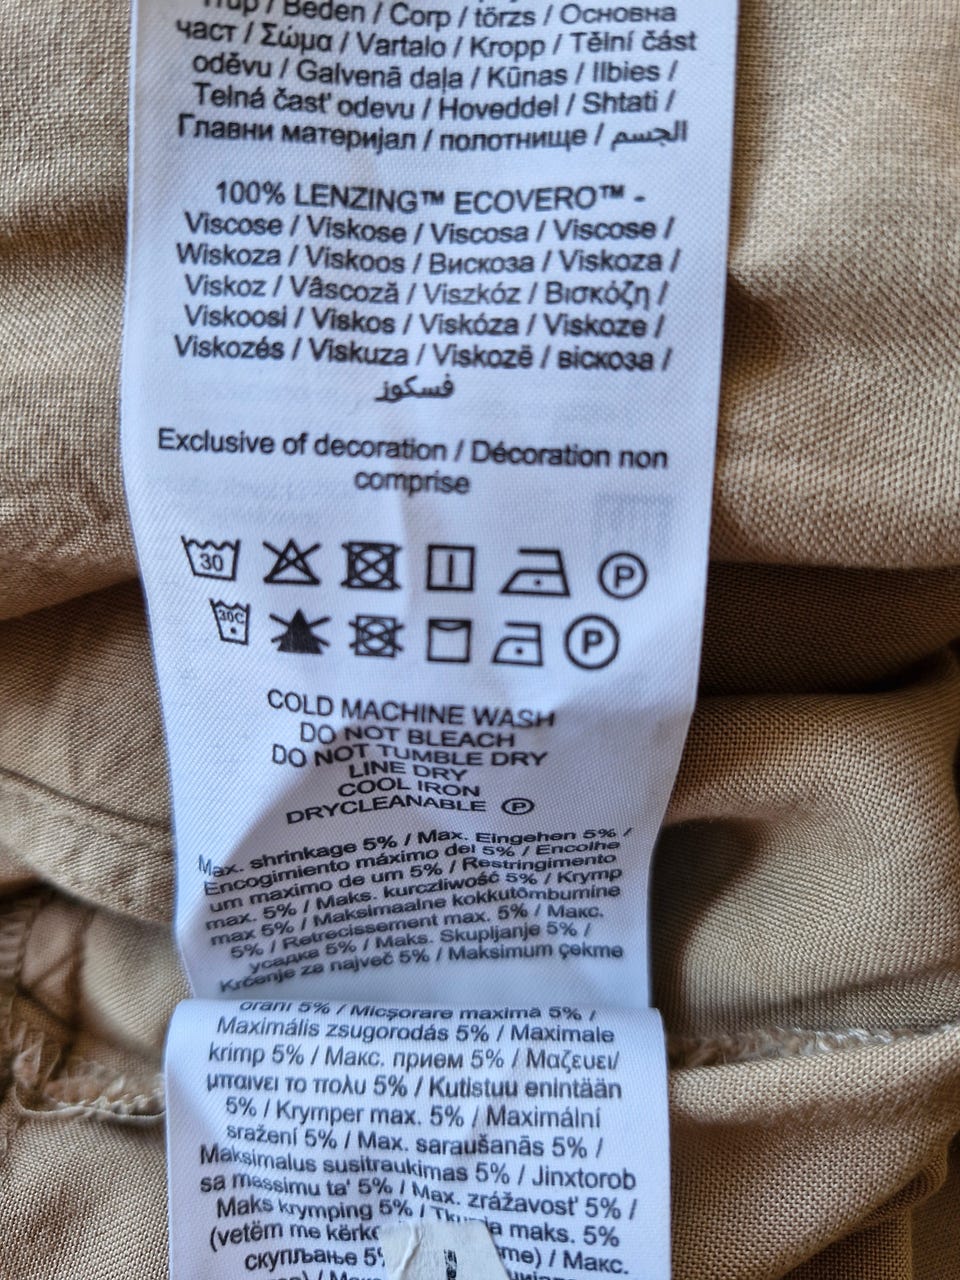 Trup / Beden / Corp / törzs / Основна
част / Σώμα / Vartalo / Kropp / Tělní část
oděvu / Galvenā daļa / Kūnas / Ilbies /
Telná časť odevu / Hoveddel / Shtati /
Главни материјал / полотнище / الجسم
100% LENZING™ ECOVERO™ -
Viscose / Viskose / Viscosa / Viscose /
Wiskoza / Viskoos / Вискоза / Viskoza /
Viskoz / Vâscoză / Viszkóz / Βισκόζη /
Viskoosi / Viskos / Viskóza / Viskoze /
Viskozés / Viskuza / Viskozë / віскоза /
فسكوز
Exclusive of decoration / Décoration non
comprise
30 P
30C P
COLD MACHINE WASH
DO NOT BLEACH
DO NOT TUMBLE DRY
LINE DRY
COOL IRON
DRYCLEANABLE P
Max. shrinkage 5% / Max. Eingehen 5% /
Encogimiento máximo del 5% / Encolhe
um maximo de um 5% / Restringimento
max. 5% / Maks. kurczliwość 5% / Krymp
max 5% / Maksimaalne kokkutõmbumine
5% / Retrecissement max. 5% / Макс.
усадка 5% / Maks. Skupljanje 5% /
Krčenje za največ 5% / Maksimum çekme
oranı 5% / Micşorare maximă 5% /
Maximális zsugorodás 5% / Maximale
krimp 5% / Макс. прием 5% / Μαζευει/
μπαινει το πολυ 5% / Kutistuu enintään
5% / Krymper max. 5% / Maximální
sražení 5% / Max. saraušanās 5% /
Maksimalus susitraukimas 5% / Jinxtorob
sa massimu ta' 5% / Max. zrážavosť 5% /
Maks krymping 5% / maks. 5%
(vetëm me / Макс.
скупљање